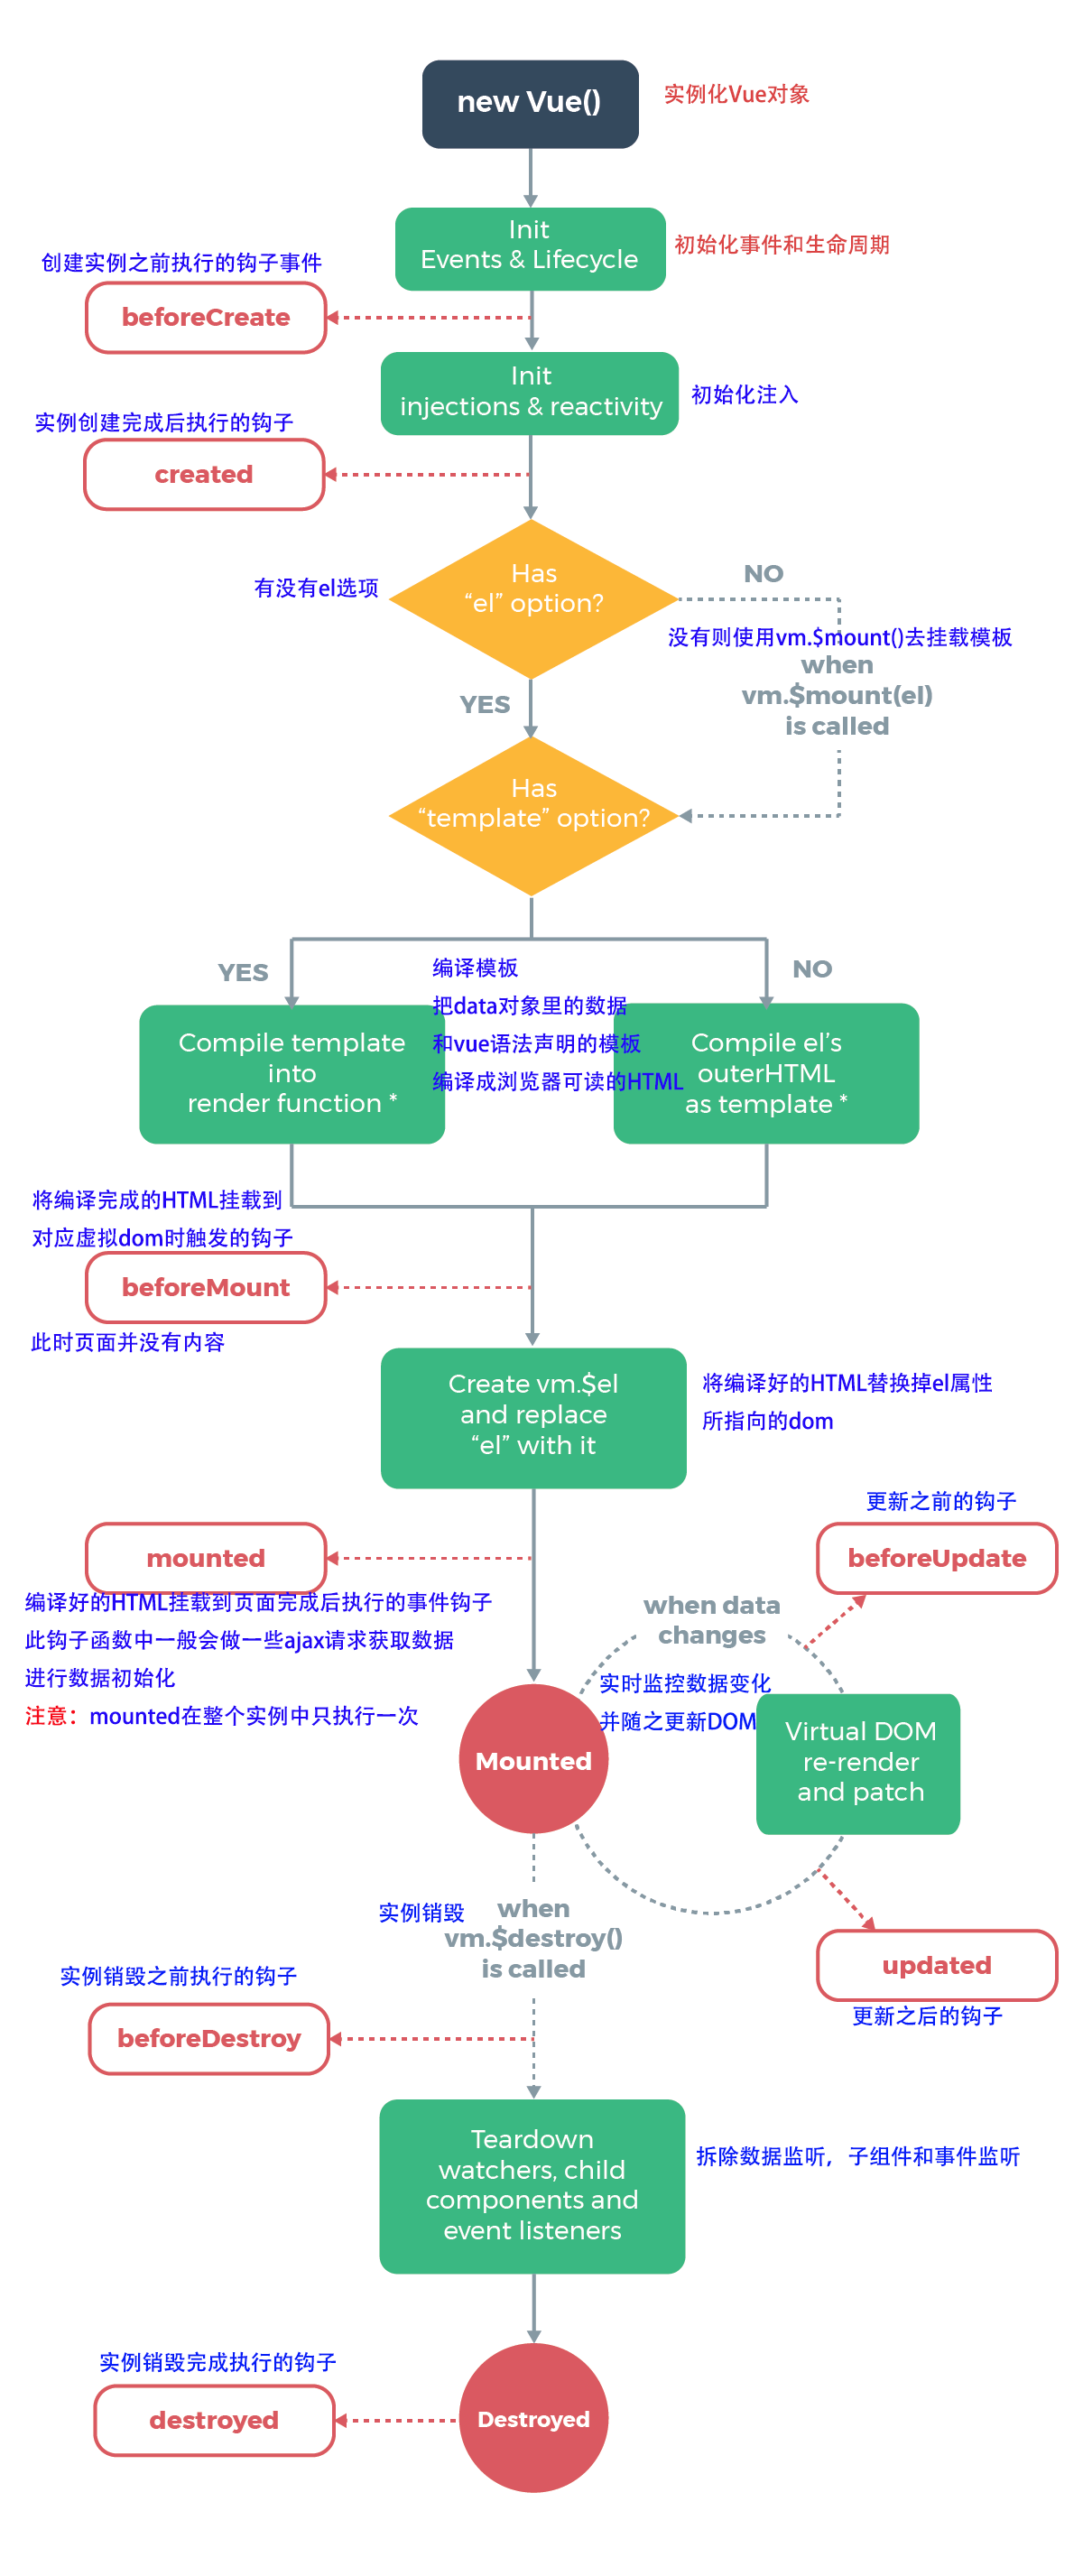 new Vue()
实例化Vue对象
Init
Events & Lifecycle
初始化事件和生命周期
创建实例之前执行的钩子事件
beforeCreate
Init
injections & reactivity
初始化注入
实例创建完成后执行的钩子
created
Has
“el” option?
有没有el选项
NO
没有则使用vm.$mount()去挂载模板
when
vm.$mount(el)
is called
YES
Has
“template” option?
YES
NO
编译模板
把data对象里的数据
和vue语法声明的模板
编译成浏览器可读的HTML
Compile template
into
render function *
Compile el’s
outerHTML
as template *
将编译完成的HTML挂载到
对应虚拟dom时触发的钩子
beforeMount
此时页面并没有内容
Create vm.$el
and replace
“el” with it
将编译好的HTML替换掉el属性
所指向的dom
mounted
编译好的HTML挂载到页面完成后执行的事件钩子
此钩子函数中一般会做一些ajax请求获取数据
进行数据初始化
注意：mounted在整个实例中只执行一次
更新之前的钩子
beforeUpdate
when data
changes
实时监控数据变化
并随之更新DOM
Mounted
Virtual DOM
re-render
and patch
实例销毁
when
vm.$destroy()
is called
updated
更新之后的钩子
实例销毁之前执行的钩子
beforeDestroy
Teardown
watchers, child
components and
event listeners
拆除数据监听，子组件和事件监听
实例销毁完成执行的钩子
destroyed
Destroyed